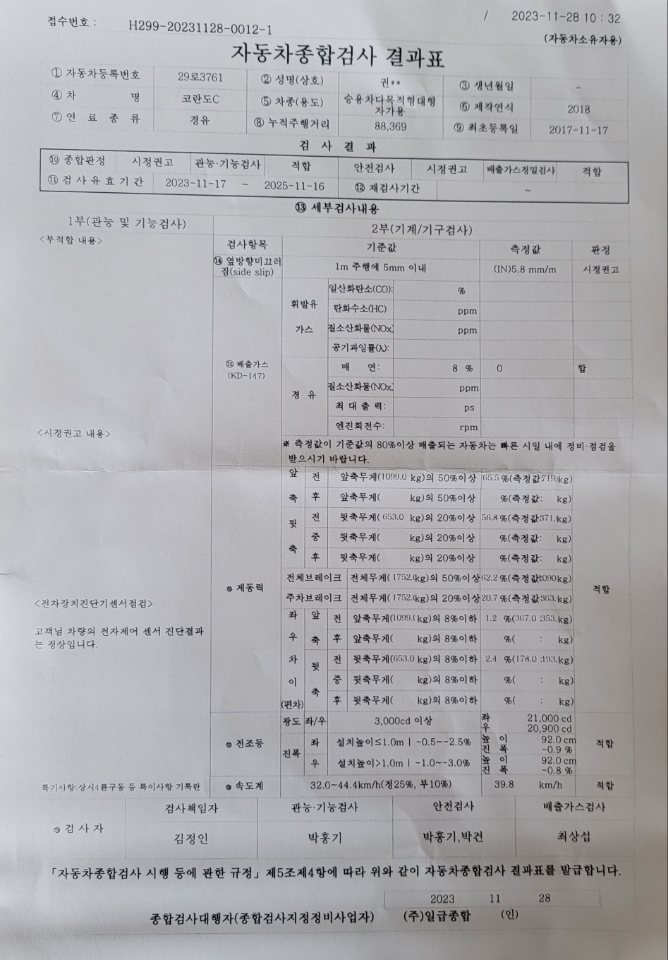 접수번호 : H299-20231128-0012-1 / 2023-11-28 10 : 32
(자동차소유자용)
자동차종합검사 결과표
① 자동차등록번호 29로3761 ② 성명(상호) 권** ③ 생년월일 -
④ 차 명 코란도C ⑤ 차종(용도) 승용차다목적형대형 자가용 ⑥ 제작연식 2018
⑦ 연 료 종 류 경유 ⑧ 누적주행거리 88,369 ⑨ 최초등록일 2017-11-17
검 사 결 과
⑩ 종합판정 시정권고 관능·기능검사 적합 안전검사 시정권고 배출가스정밀검사 적합
⑪ 검 사 유 효 기 간 2023-11-17 ~ 2025-11-16 ⑫ 재검사기간 ~
⑬ 세부검사내용
1부(관능 및 기능검사) 2부(기계/기구검사)
<부적합 내용> 검사항목 기준값 측정값 판정
⑭ 옆방향미끄러짐(side slip) 1m 주행에 5mm 이내 (IN)5.8 mm/m 시정권고
⑮ 배출가스
(KD-147)
휘발유 가스 일산화탄소(CO): %
탄화수소(HC) ppm
질소산화물(NOx) ppm
공기과잉률(λ):
경 유 매 연: 8 % 0 합
질소산화물(NOx) ppm
최 대 출 력: ps
엔진회전수: rpm
<시정권고 내용>
※ 측정값이 기준값의 80%이상 배출되는 자동차는 빠른 시일 내에 정비·점검을
받으시기 바랍니다.
제동력 적합
앞 축 전 앞축무게(1099.0 kg)의 50%이상 65.5 %(측정값719kg)
후 앞축무게( kg)의 50%이상 %(측정값: kg)
뒷 축 전 뒷축무게( 653.0 kg)의 20%이상 56.8 %(측정값371.kg)
중 뒷축무게( kg)의 20%이상 %(측정값: kg)
후 뒷축무게( kg)의 20%이상 %(측정값: kg)
전체브레이크 전체무게(1752.0kg)의 50%이상 62.2 %(측정값1090kg)
주차브레이크 전체무게(1752.0kg)의 20%이상 20.7 %(측정값363.kg)
<전자장치진단기센서점검>
고객님 차량의 전자제어 센서 진단결과
는 정상입니다.
좌 우 차 이 (편차)
앞 축 전 앞축무게(1099.0kg)의 8%이하 1.2 %(367.0 :353.kg)
후 앞축무게( kg)의 8%이하 %( : kg)
뒷 축 전 뒷축무게(653.0 kg)의 8%이하 2.4 %(178.0 :193.kg)
중 뒷축무게( kg)의 8%이하 %( : kg)
후 뒷축무게( kg)의 8%이하 %( : kg)
전조등 적합
광도 좌/우 3,000cd 이상 좌 21,000 cd
우 20,900 cd
진폭 좌 설치높이≤1.0m | -0.5~-2.5% 높 이 92.0 cm
진 폭 -0.9 %
우 설치높이>1.0m | -1.0~-3.0% 높 이 92.0 cm
진 폭 -0.8 %
특기사항:상시4륜구동 등 특이사항 기록란 속도계 32.0~44.4km/h(정25%, 부10%) 39.8 km/h 적합
검 사 자 검사책임자 관능·기능검사 안전검사 배출가스검사
김정인 박홍기 박홍기,박건 최상섭
「자동차종합검사 시행 등에 관한 규정」 제5조제4항에 따라 위와 같이 자동차종합검사 결과표를 발급합니다.
2023 11 28
종합검사대행자(종합검사지정정비사업자) (주)일급종합 (인)